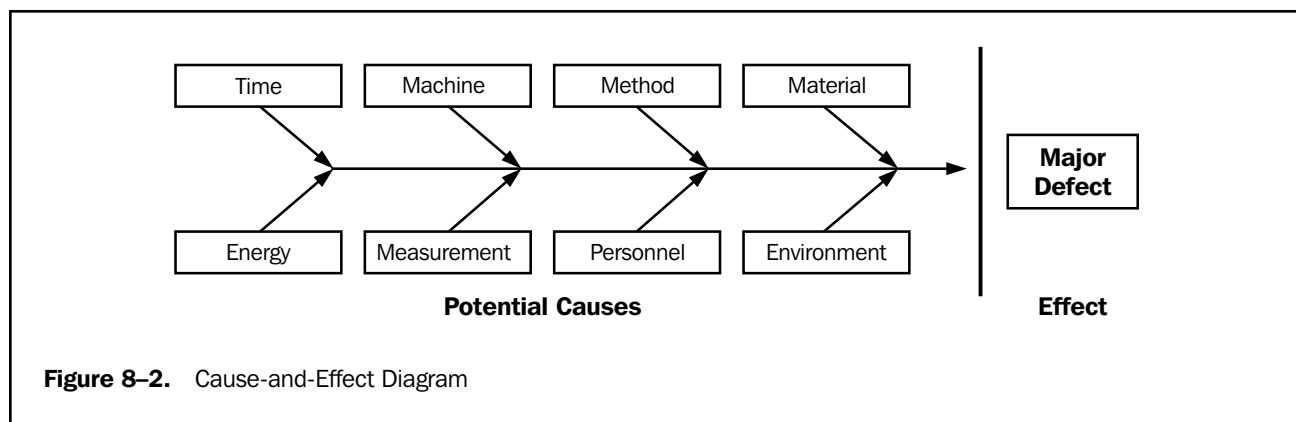 Time
Machine
Method
Material
Major
Defect
Energy
Measurement
Personnel
Environment
Potential Causes
Effect
Figure 8–2. Cause-and-Effect Diagram